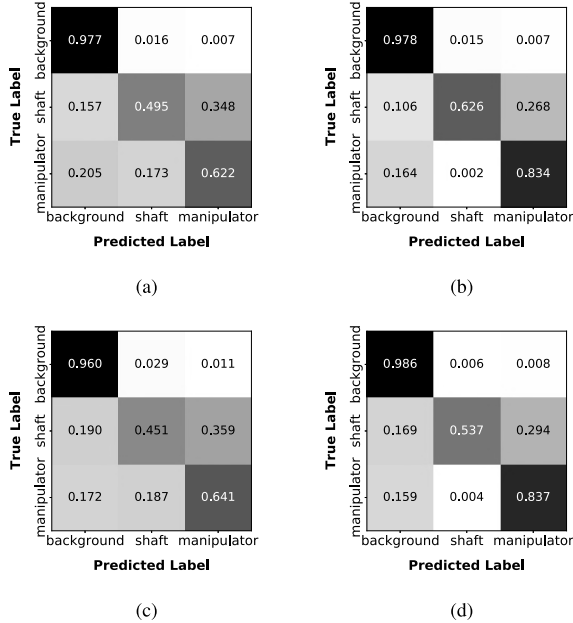 True Label
background
shaft
manipulator
0.977 0.016 0.007
0.157 0.495 0.348
0.205 0.173 0.622
background shaft manipulator
Predicted Label
(a)
True Label
background
shaft
manipulator
0.978 0.015 0.007
0.106 0.626 0.268
0.164 0.002 0.834
background shaft manipulator
Predicted Label
(b)
True Label
background
shaft
manipulator
0.960 0.029 0.011
0.190 0.451 0.359
0.172 0.187 0.641
background shaft manipulator
Predicted Label
(c)
True Label
background
shaft
manipulator
0.986 0.006 0.008
0.169 0.537 0.294
0.159 0.004 0.837
background shaft manipulator
Predicted Label
(d)